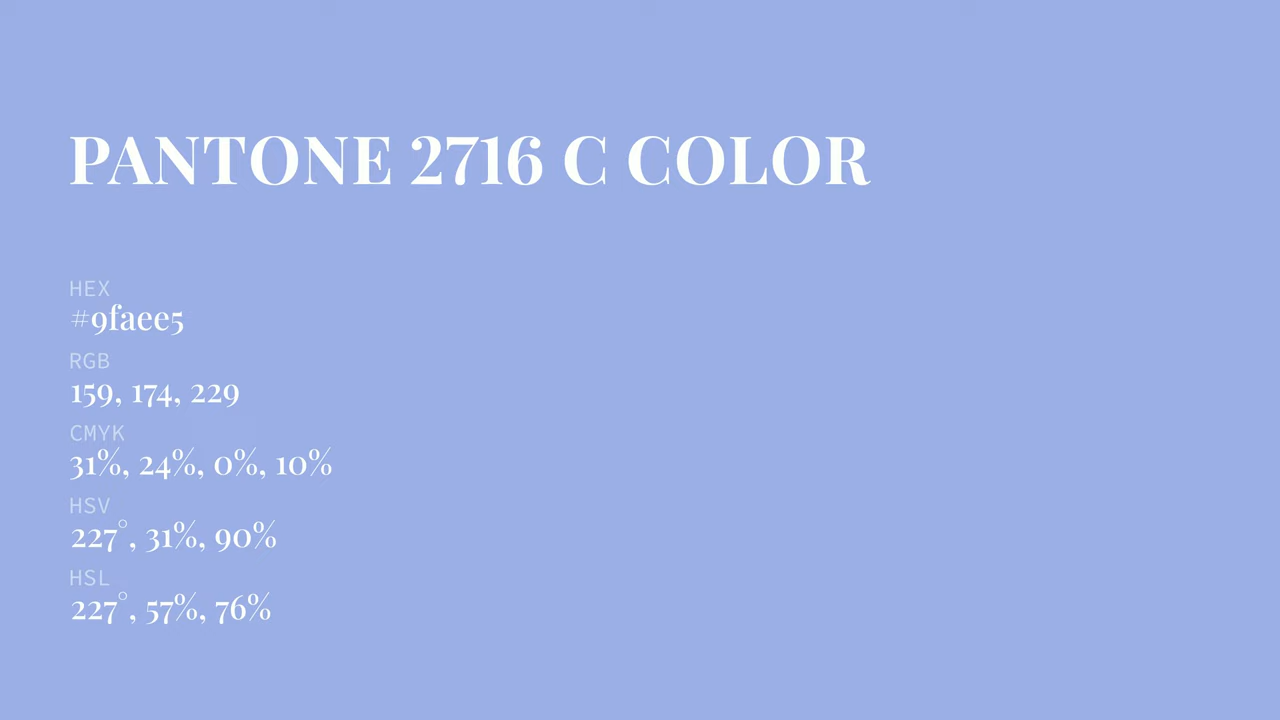 PANTONE 2716 C COLOR
HEX
#9faee5
RGB
159, 174, 229
CMYK
31%, 24%, 0%, 10%
HSV
227°, 31%, 90%
HSL
227°, 57%, 76%